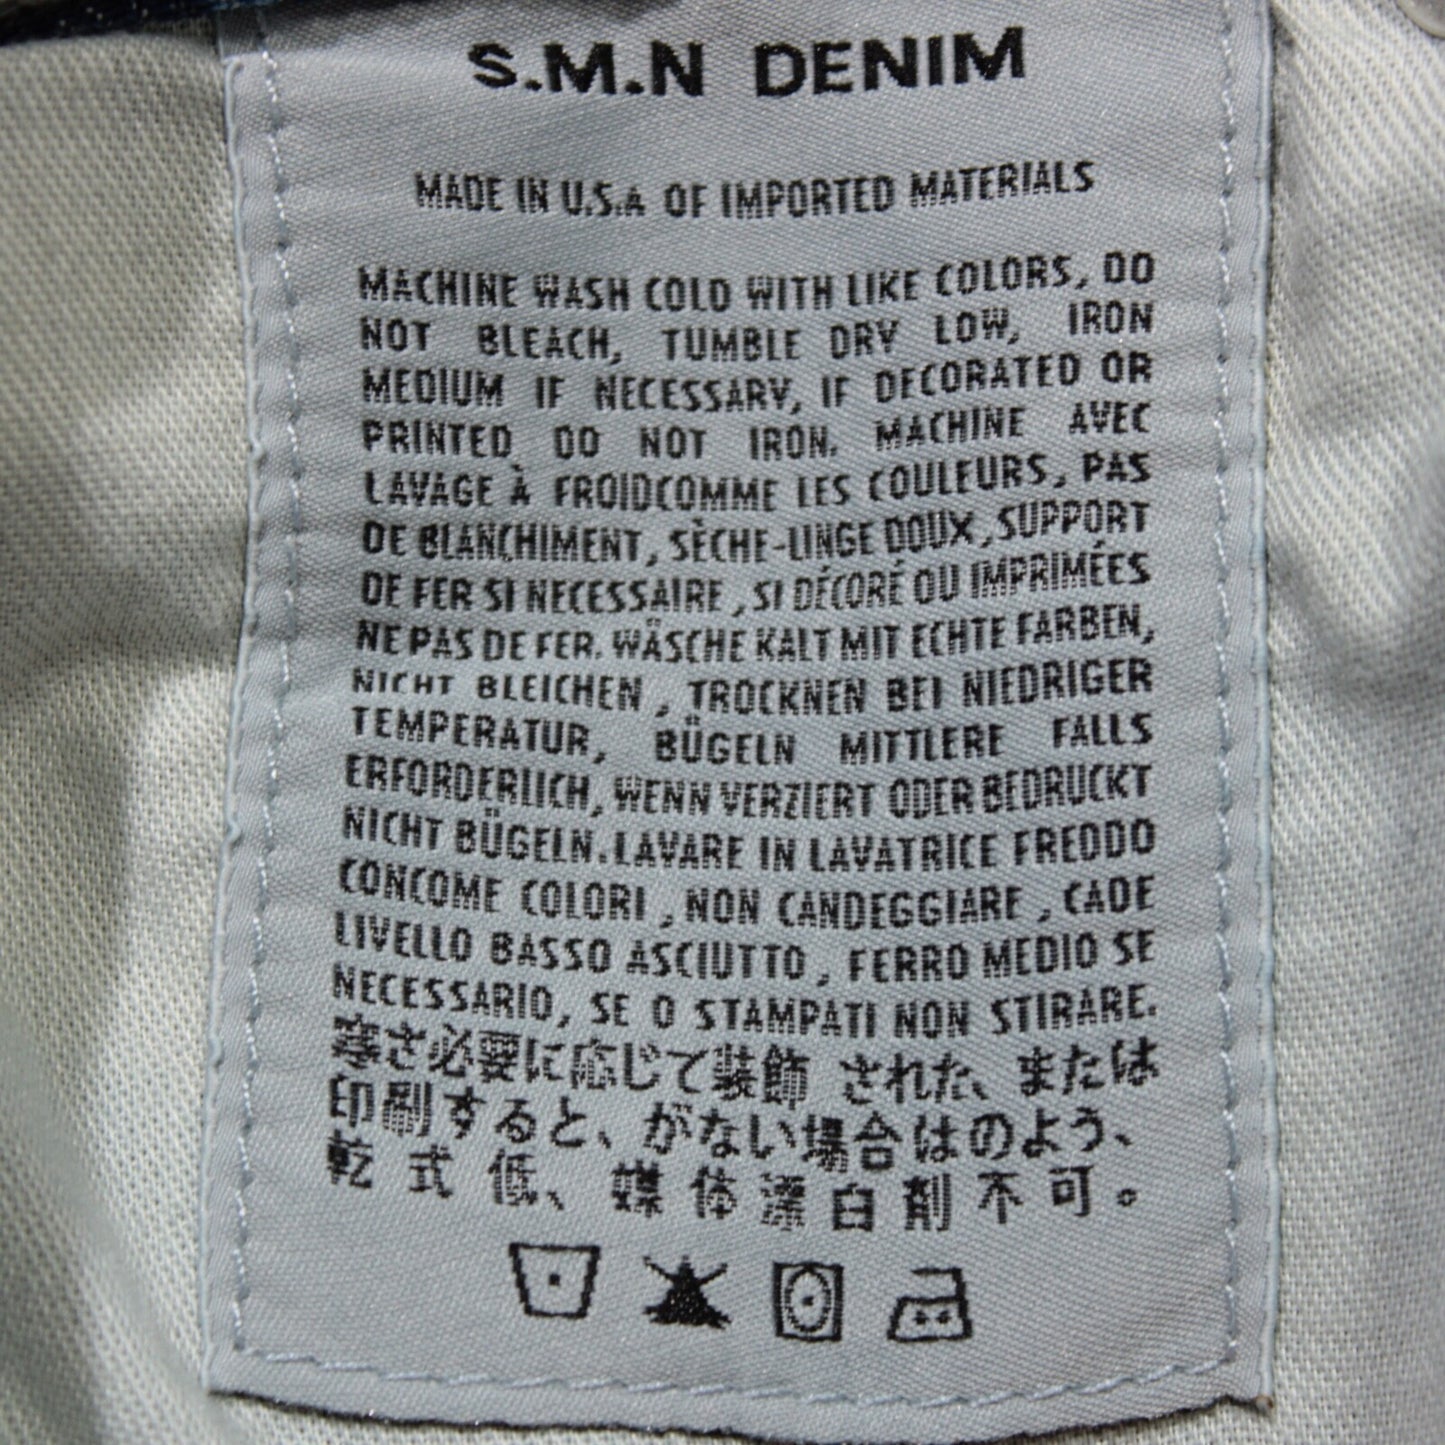 S.M.N DENIM
MADE IN U.S.A OF IMPORTED MATERIALS
MACHINE WASH COLD WITH LIKE COLORS, DO
NOT BLEACH, TUMBLE DRY LOW, IRON
MEDIUM IF NECESSARY, IF DECORATED OR
PRINTED DO NOT IRON. MACHINE AVEC
LAVAGE À FROIDCOMME LES COULEURS, PAS
DE BLANCHIMENT, SÈCHE-LINGE DOUX, SUPPORT
DE FER SI NECESSAIRE, SI DÉCORÉ OU IMPRIMÉES
NE PAS DE FER. WÄSCHE KALT MIT ECHTE FARBEN,
NICHT BLEICHEN, TROCKNEN BEI NIEDRIGER
TEMPERATUR, BÜGELN MITTLERE FALLS
ERFORDERLICH, WENN VERZIERT ODER BEDRUCKT
NICHT BÜGELN. LAVARE IN LAVATRICE FREDDO
CONCOME COLORI, NON CANDEGGIARE, CADE
LIVELLO BASSO ASCIUTTO, FERRO MEDIO SE
NECESSARIO, SE O STAMPATI NON STIRARE.
寒さ必要に応じて装飾 された、または
印刷すると、がない場合はのよう、
乾式低、媒体漂白剤不可。